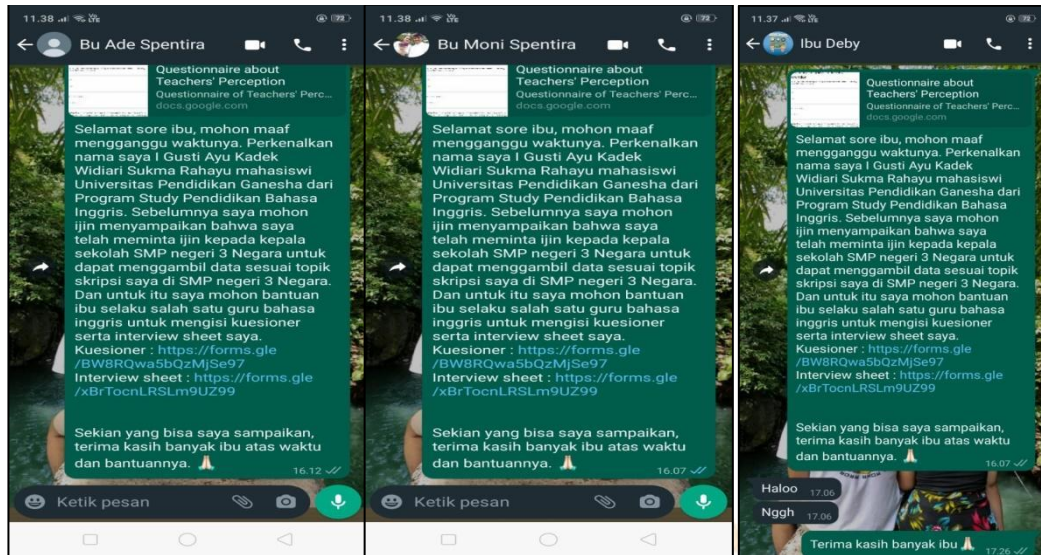 11.38
72
Bu Ade Spentira
Questionnaire about
Teachers' Perception
Questionnaire of Teachers' Perc...
docs.google.com
Selamat sore ibu, mohon maaf
mengganggu waktunya. Perkenalkan
nama saya I Gusti Ayu Kadek
Widiari Sukma Rahayu mahasiswi
Universitas Pendidikan Ganesha dari
Program Study Pendidikan Bahasa
Inggris. Sebelumnya saya mohon
ijin menyampaikan bahwa saya
telah meminta ijin kepada kepala
sekolah SMP negeri 3 Negara untuk
dapat menggambil data sesuai topik
skripsi saya di SMP negeri 3 Negara.
Dan untuk itu saya mohon bantuan
ibu selaku salah satu guru bahasa
inggris untuk mengisi kuesioner
serta interview sheet saya.
Kuesioner : https://forms.gle
/BW8RQwa5bQzMjSe97
Interview sheet : https://forms.gle
/xBrTocnLRSLm9UZ99
Sekian yang bisa saya sampaikan,
terima kasih banyak ibu atas waktu
dan bantuannya. 🙏🏻
16.12
Ketik pesan
11.38
72
Bu Moni Spentira
Questionnaire about
Teachers' Perception
Questionnaire of Teachers' Perc...
docs.google.com
Selamat sore ibu, mohon maaf
mengganggu waktunya. Perkenalkan
nama saya I Gusti Ayu Kadek
Widiari Sukma Rahayu mahasiswi
Universitas Pendidikan Ganesha dari
Program Study Pendidikan Bahasa
Inggris. Sebelumnya saya mohon
ijin menyampaikan bahwa saya
telah meminta ijin kepada kepala
sekolah SMP negeri 3 Negara untuk
dapat menggambil data sesuai topik
skripsi saya di SMP negeri 3 Negara.
Dan untuk itu saya mohon bantuan
ibu selaku salah satu guru bahasa
inggris untuk mengisi kuesioner
serta interview sheet saya.
Kuesioner : https://forms.gle
/BW8RQwa5bQzMjSe97
Interview sheet : https://forms.gle
/xBrTocnLRSLm9UZ99
Sekian yang bisa saya sampaikan,
terima kasih banyak ibu atas waktu
dan bantuannya. 🙏🏻
16.07
Ketik pesan
11.37
72
Ibu Deby
Questionnaire about
Teachers' Perception
Questionnaire of Teachers' Perc...
docs.google.com
Selamat sore ibu, mohon maaf
mengganggu waktunya. Perkenalkan
nama saya I Gusti Ayu Kadek
Widiari Sukma Rahayu mahasiswi
Universitas Pendidikan Ganesha dari
Program Study Pendidikan Bahasa
Inggris. Sebelumnya saya mohon
ijin menyampaikan bahwa saya
telah meminta ijin kepada kepala
sekolah SMP negeri 3 Negara untuk
dapat menggambil data sesuai topik
skripsi saya di SMP negeri 3 Negara.
Dan untuk itu saya mohon bantuan
ibu selaku salah satu guru bahasa
inggris untuk mengisi kuesioner
serta interview sheet saya.
Kuesioner : https://forms.gle
/BW8RQwa5bQzMjSe97
Interview sheet : https://forms.gle
/xBrTocnLRSLm9UZ99
Sekian yang bisa saya sampaikan,
terima kasih banyak ibu atas waktu
dan bantuannya. 🙏🏻
16.07
Haloo 17.06
Nggh 17.06
Terima kasih banyak ibu 🙏🏻
17.26